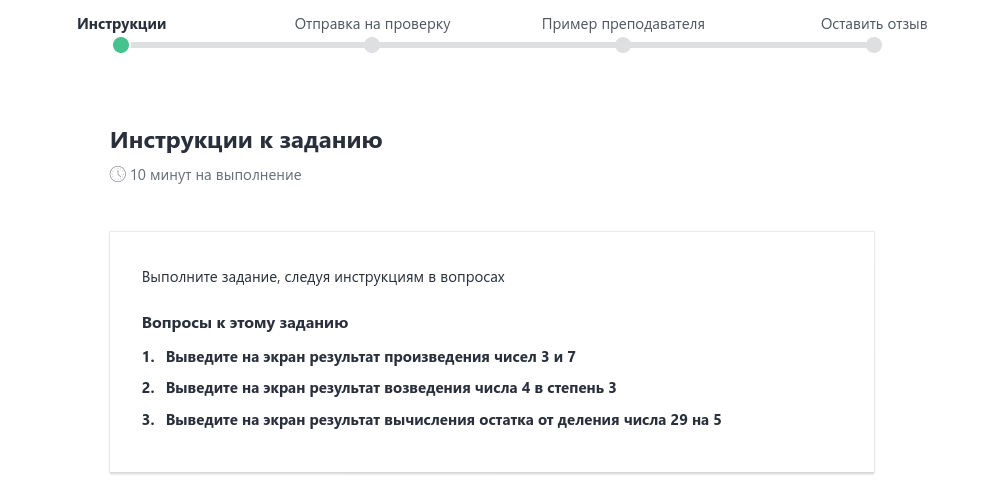 Инструкции
Отправка на проверку
Пример преподавателя
Оставить отзыв
Инструкции к заданию
10 минут на выполнение
Выполните задание, следуя инструкциям в вопросах
Вопросы к этому заданию
1. Выведите на экран результат произведения чисел 3 и 7
2. Выведите на экран результат возведения числа 4 в степень 3
3. Выведите на экран результат вычисления остатка от деления числа 29 на 5